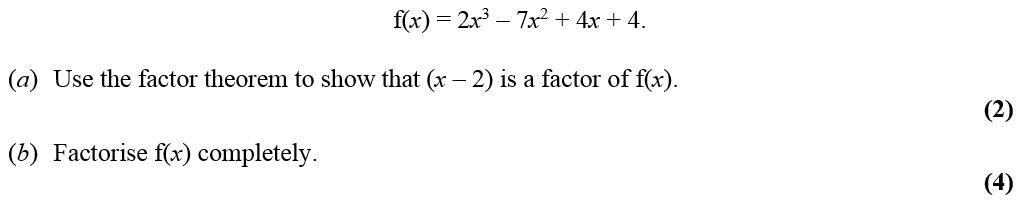 f(x) = 2x³ – 7x² + 4x + 4.
(a) Use the factor theorem to show that (x – 2) is a factor of f(x).
(2)
(b) Factorise f(x) completely.
(4)